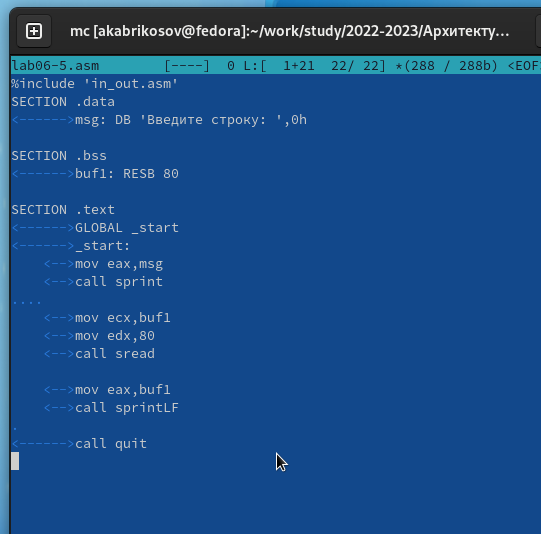 mc [akabrikosov@fedora]:~/work/study/2022-2023/Архитекту...
lab06-5.asm [----] 0 L:[ 1+21 22/ 22] *(288 / 288b) <EOF
%include 'in_out.asm'
SECTION .data
<------>msg: DB 'Введите строку: ',0h
SECTION .bss
<------>buf1: RESB 80
SECTION .text
<------>GLOBAL _start
<------>_start:
<-->mov eax,msg
<-->call sprint
....
<-->mov ecx,buf1
<-->mov edx,80
<-->call sread
<-->mov eax,buf1
<-->call sprintLF
.
<------>call quit